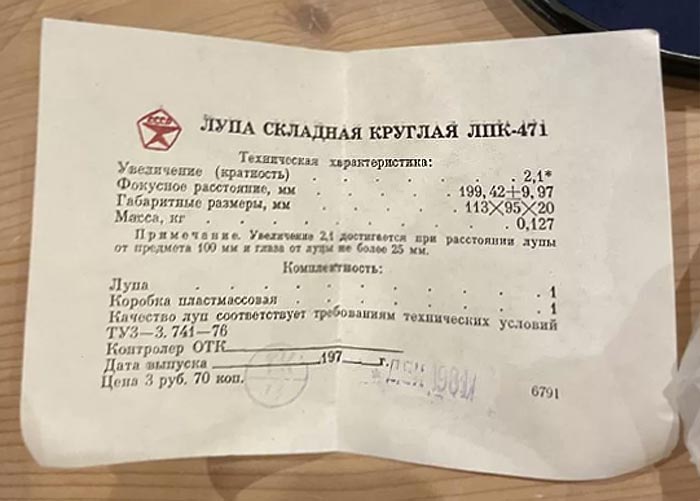 СССР
ЛУПА СКЛАДНАЯ КРУГЛАЯ ЛПК-471
Техническая характеристика:
Увеличение (кратность) . . . . . . 2,1*
Фокусное расстояние, мм . . . . 199,42+9,97
Габаритные размеры, мм . . . . 113×95×20
Масса, кг . . . . . . . . . 0,127
Примечание. Увеличение 2,1 достигается при расстоянии лупы
от предмета 100 мм и глаза от лупы не более 25 мм.
Комплектность:
Лупа . . . . . . . . . . . 1
Коробка пластмассовая . . . . . . . 1
Качество луп соответствует требованиям технических условий
ТУЗ—3.741—76
Контролер ОТК
Дата выпуска 197 г.
Цена 3 руб. 70 коп.
6791